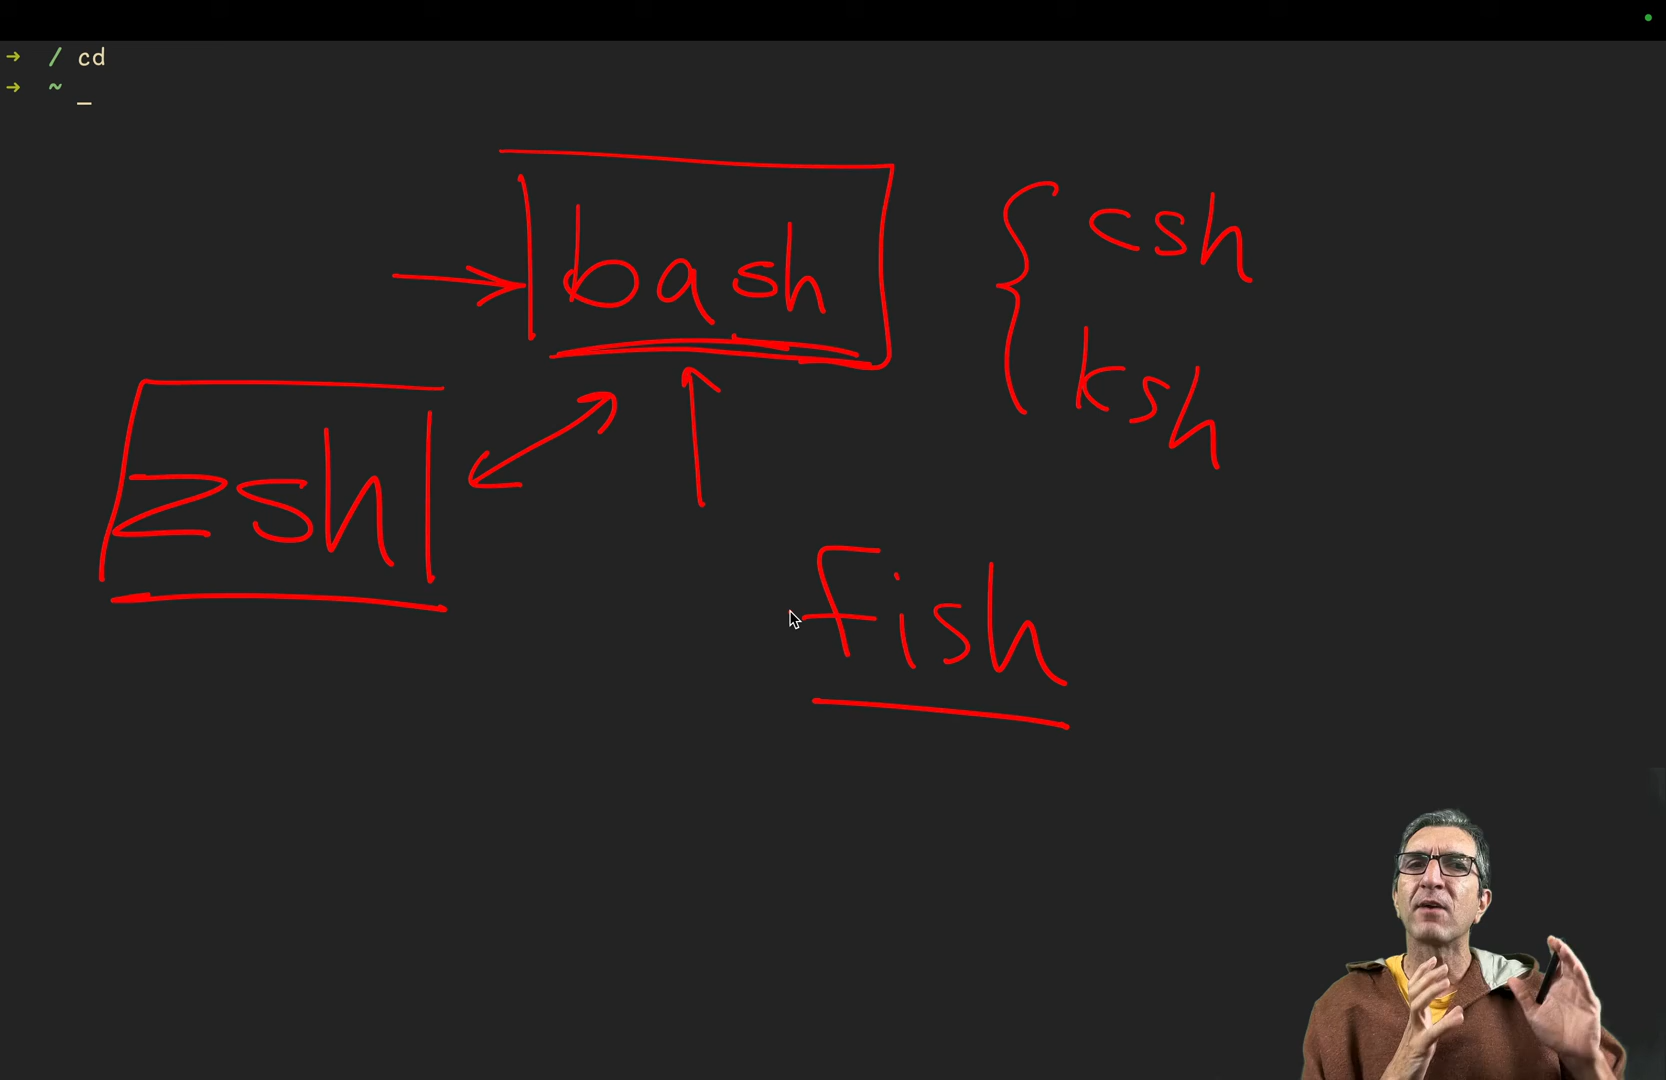 ➜ / cd
➜ ~ _
bash
csh
ksh
zsh
Fish